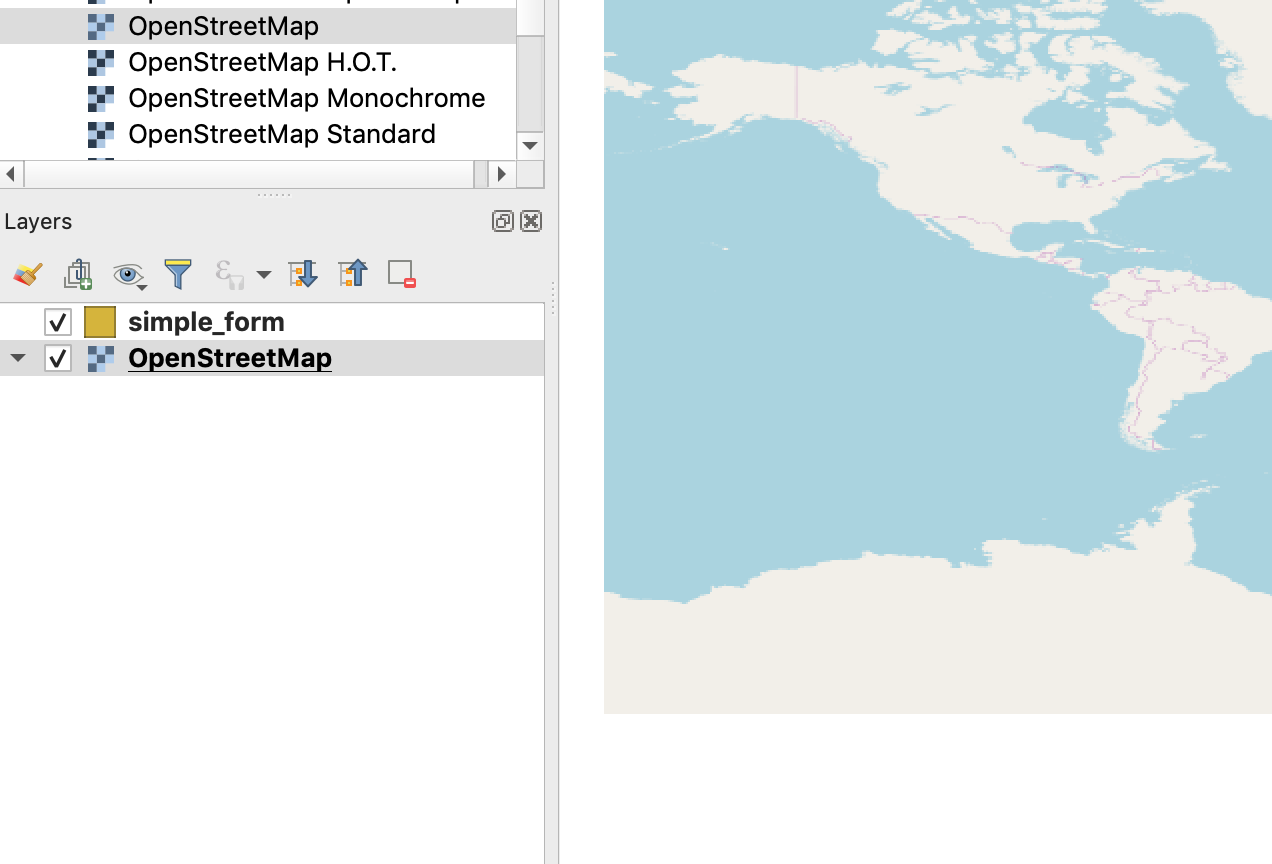 OpenStreetMap
OpenStreetMap H.O.T.
OpenStreetMap Monochrome
OpenStreetMap Standard
Layers
simple_form
OpenStreetMap